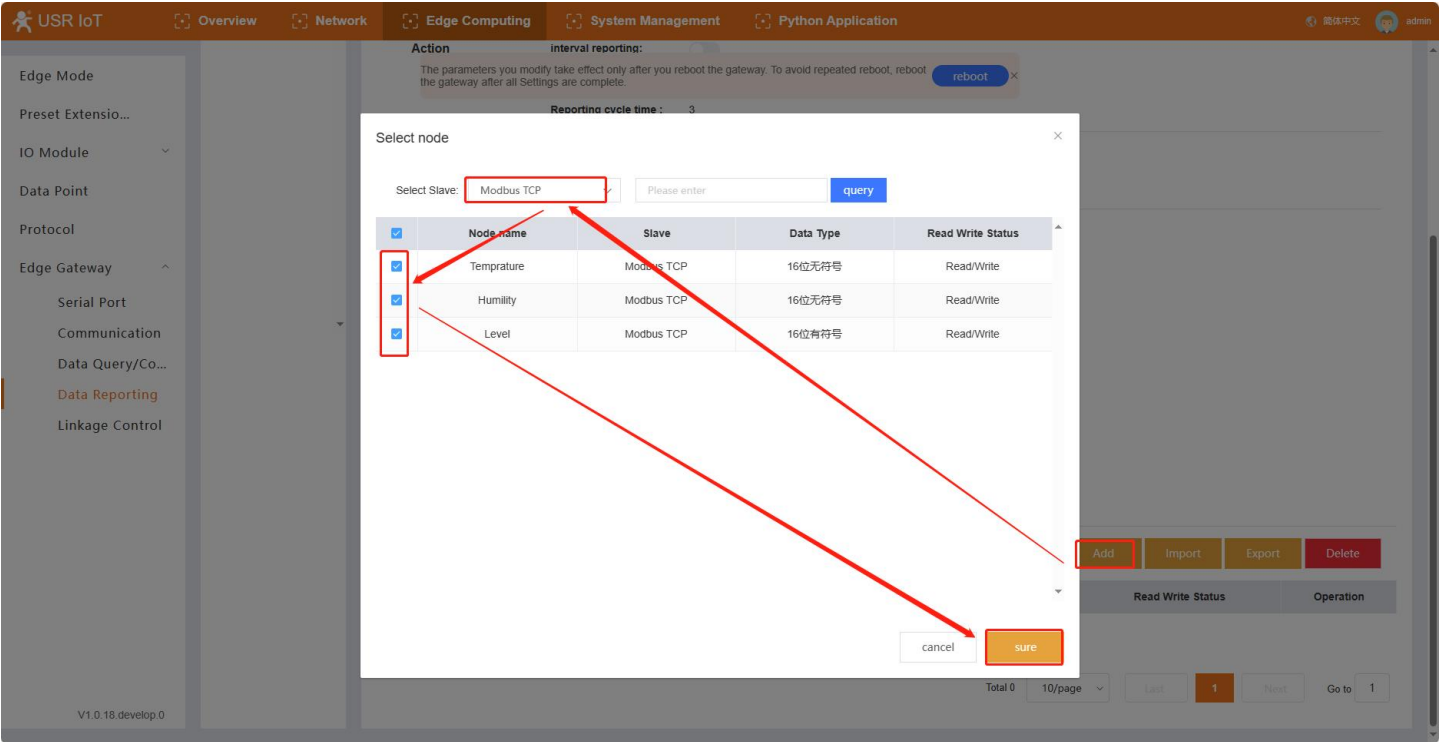 USR IoT Overview Network Edge Computing System Management Python Application 简体中文 admin
Edge Mode
Preset Extensio...
IO Module
Data Point
Protocol
Edge Gateway
Serial Port
Communication
Data Query/Co...
Data Reporting
Linkage Control
V1.0.18.develop.0
Action interval reporting:
The parameters you modify take effect only after you reboot the gateway. To avoid repeated reboot, reboot
the gateway after all Settings are complete.
reboot
Reporting cycle time : 3
Select node
Select Slave: Modbus TCP Please enter query
Node name Slave Data Type Read Write Status
Temprature Modbus TCP 16位无符号 Read/Write
Humility Modbus TCP 16位无符号 Read/Write
Level Modbus TCP 16位有符号 Read/Write
cancel sure
Add Import Export Delete
Read Write Status Operation
Total 0 10/page Last 1 Next Go to 1